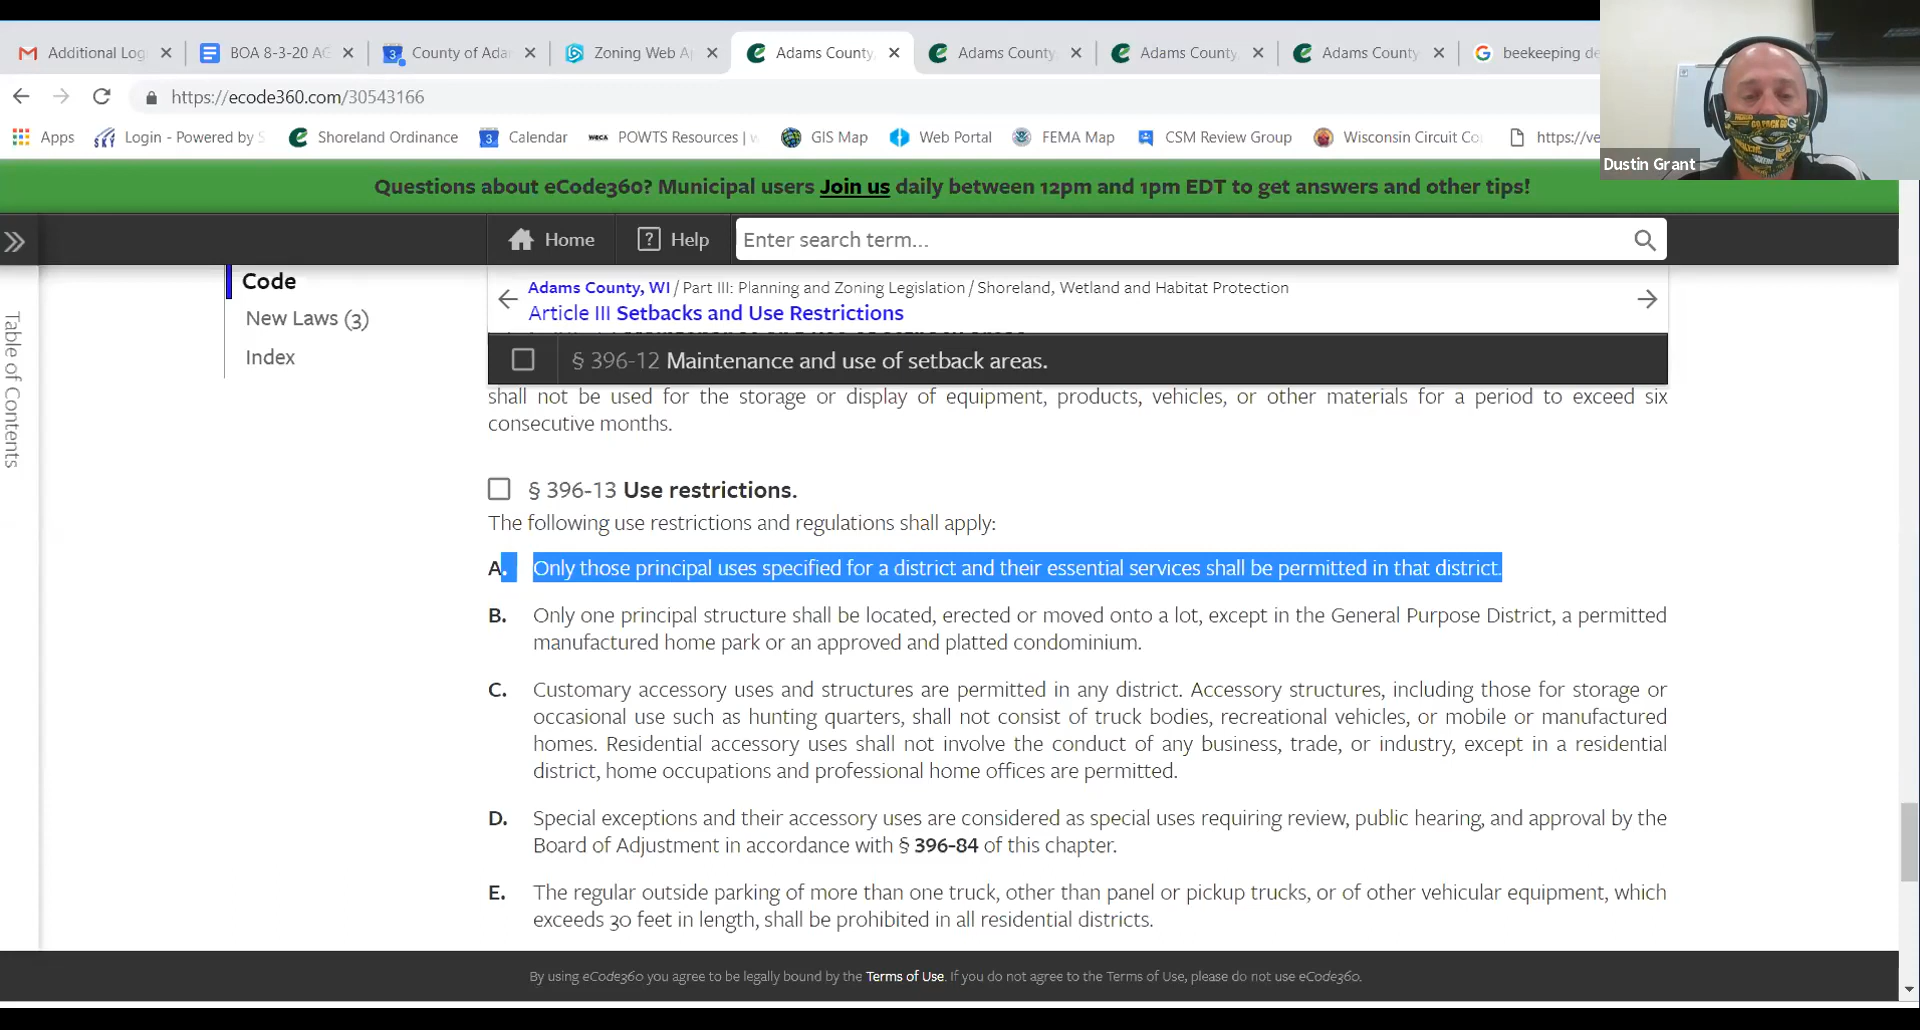 Additional Log
BOA 8-3-20 AG
County of Ada
Zoning Web A
Adams County,
Adams County,
Adams County,
Adams County,
beekeeping de
https://ecode360.com/30543166
Apps
Login - Powered by S
Shoreland Ordinance
Calendar
WRCA
POWTS Resources | w
GIS Map
Web Portal
FEMA Map
CSM Review Group
Wisconsin Circuit Co
https://ve
Dustin Grant
Questions about eCode360? Municipal users Join us daily between 12pm and 1pm EDT to get answers and other tips!
Home
Help
Enter search term...
Table of Contents
Code
New Laws (3)
Index
Adams County, WI / Part III: Planning and Zoning Legislation / Shoreland, Wetland and Habitat Protection
Article III Setbacks and Use Restrictions
§ 396-12 Maintenance and use of setback areas.
shall not be used for the storage or display of equipment, products, vehicles, or other materials for a period to exceed six
consecutive months.
§ 396-13 Use restrictions.
The following use restrictions and regulations shall apply:
A. Only those principal uses specified for a district and their essential services shall be permitted in that district.
B. Only one principal structure shall be located, erected or moved onto a lot, except in the General Purpose District, a permitted
manufactured home park or an approved and platted condominium.
C. Customary accessory uses and structures are permitted in any district. Accessory structures, including those for storage or
occasional use such as hunting quarters, shall not consist of truck bodies, recreational vehicles, or mobile or manufactured
homes. Residential accessory uses shall not involve the conduct of any business, trade, or industry, except in a residential
district, home occupations and professional home offices are permitted.
D. Special exceptions and their accessory uses are considered as special uses requiring review, public hearing, and approval by the
Board of Adjustment in accordance with § 396-84 of this chapter.
E. The regular outside parking of more than one truck, other than panel or pickup trucks, or of other vehicular equipment, which
exceeds 30 feet in length, shall be prohibited in all residential districts.
By using eCode360 you agree to be legally bound by the Terms of Use. If you do not agree to the Terms of Use, please do not use eCode360.